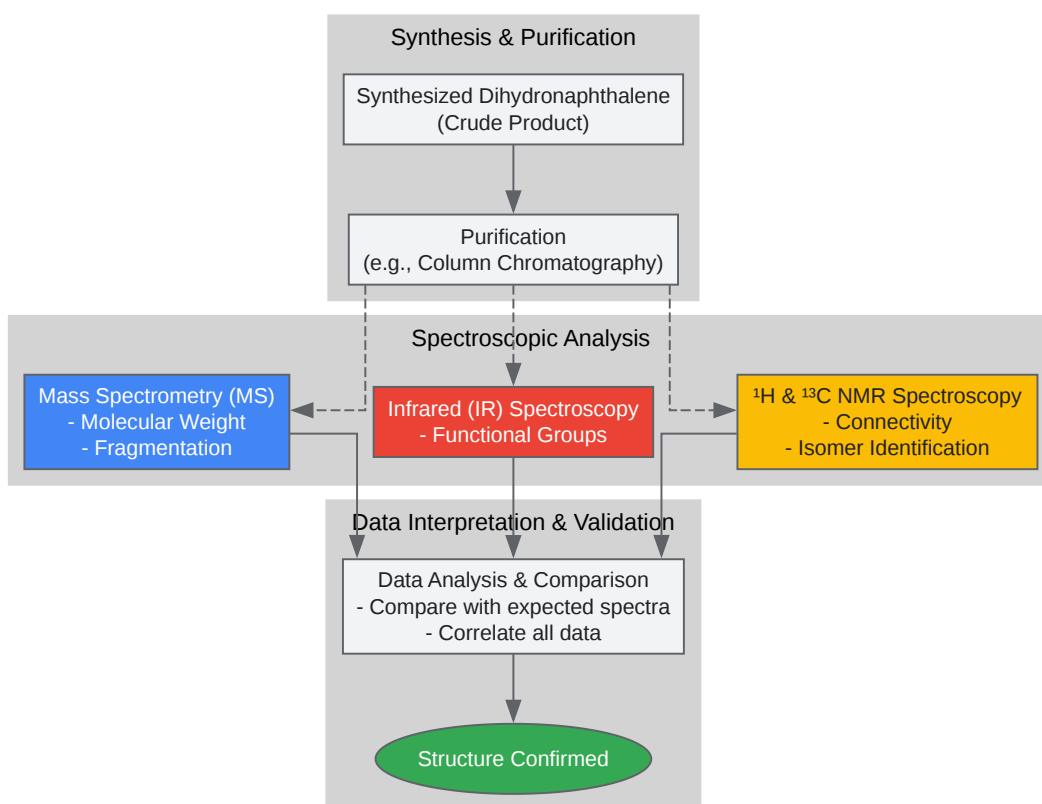 Synthesis & Purification
Synthesized Dihydronaphthalene
(Crude Product)
Purification
(e.g., Column Chromatography)
Spectroscopic Analysis
Mass Spectrometry (MS)
- Molecular Weight
- Fragmentation
Infrared (IR) Spectroscopy
- Functional Groups
¹H & ¹³C NMR Spectroscopy
- Connectivity
- Isomer Identification
Data Interpretation & Validation
Data Analysis & Comparison
- Compare with expected spectra
- Correlate all data
Structure Confirmed